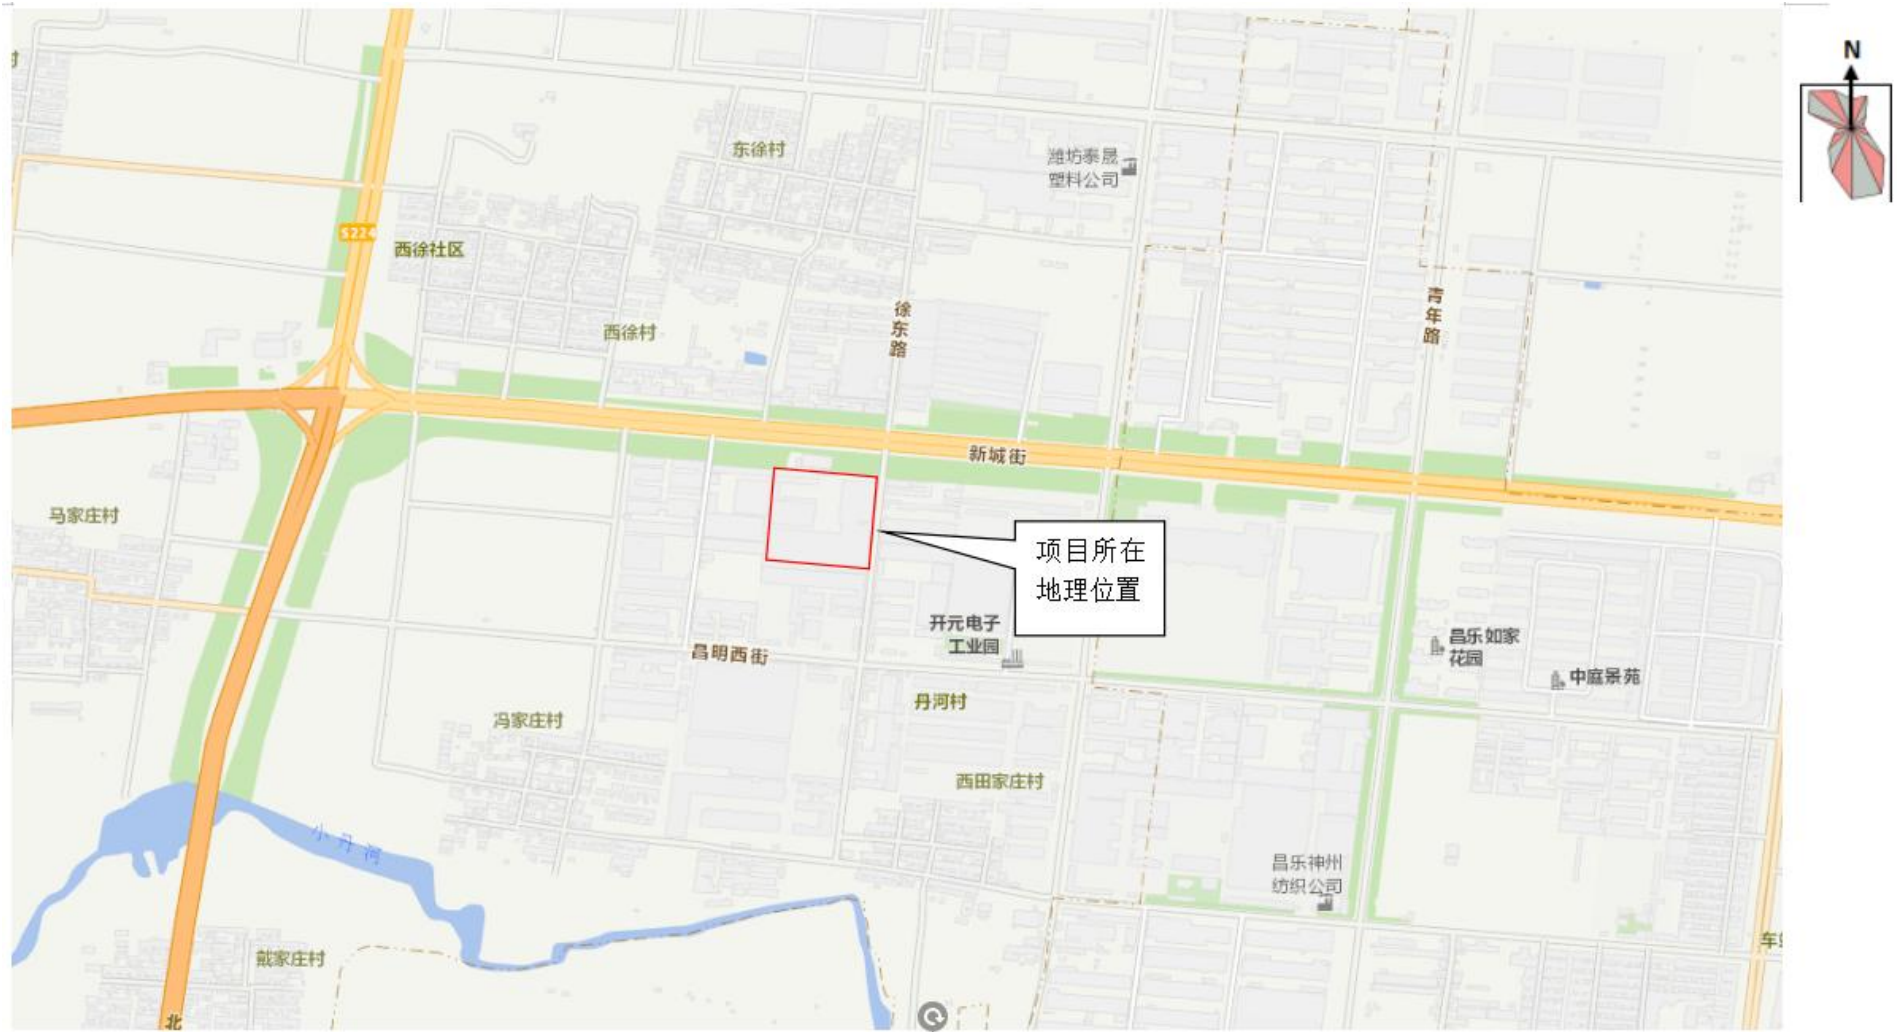 N
东徐村
潍坊泰晟
塑料公司
S224
西徐社区
徐东路
青年路
西徐村
新城街
马家庄村
项目所在
地理位置
开元电子
工业园
昌乐如家
花园
昌明西街
中庭景苑
丹河村
冯家庄村
西田家庄村
小丹河
昌乐神州
纺织公司
戴家庄村
北